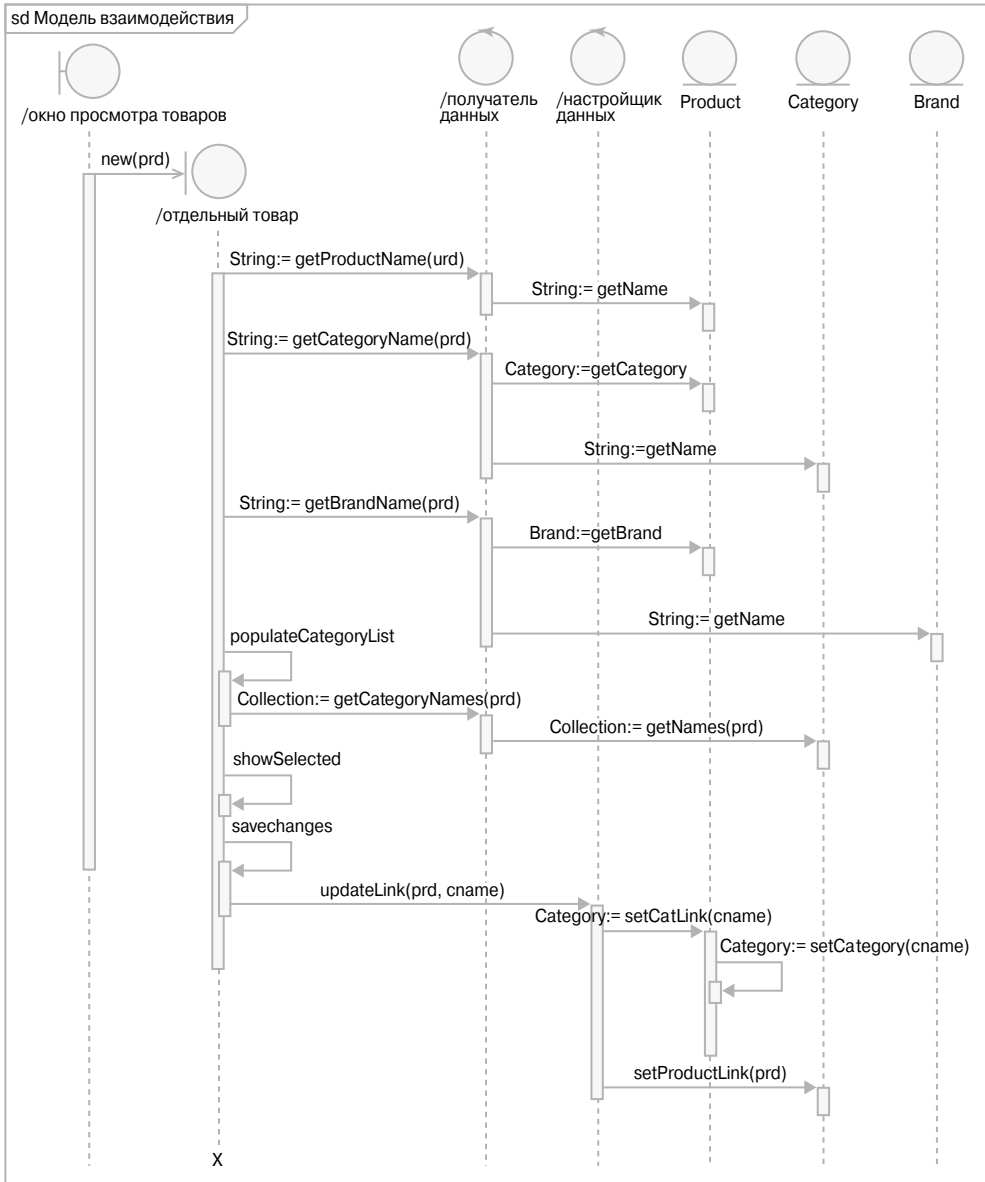 sd Модель взаимодействия
/окно просмотра товаров
/получатель
данных
/настройщик
данных
Product
Category
Brand
new(prd)
/отдельный товар
String:= getProductName(urd)
String:= getName
String:= getCategoryName(prd)
Category:=getCategory
String:=getName
String:= getBrandName(prd)
Brand:=getBrand
String:= getName
populateCategoryList
Collection:= getCategoryNames(prd)
Collection:= getNames(prd)
showSelected
savechanges
updateLink(prd, cname)
Category:= setCatLink(cname)
Category:= setCategory(cname)
setProductLink(prd)
X